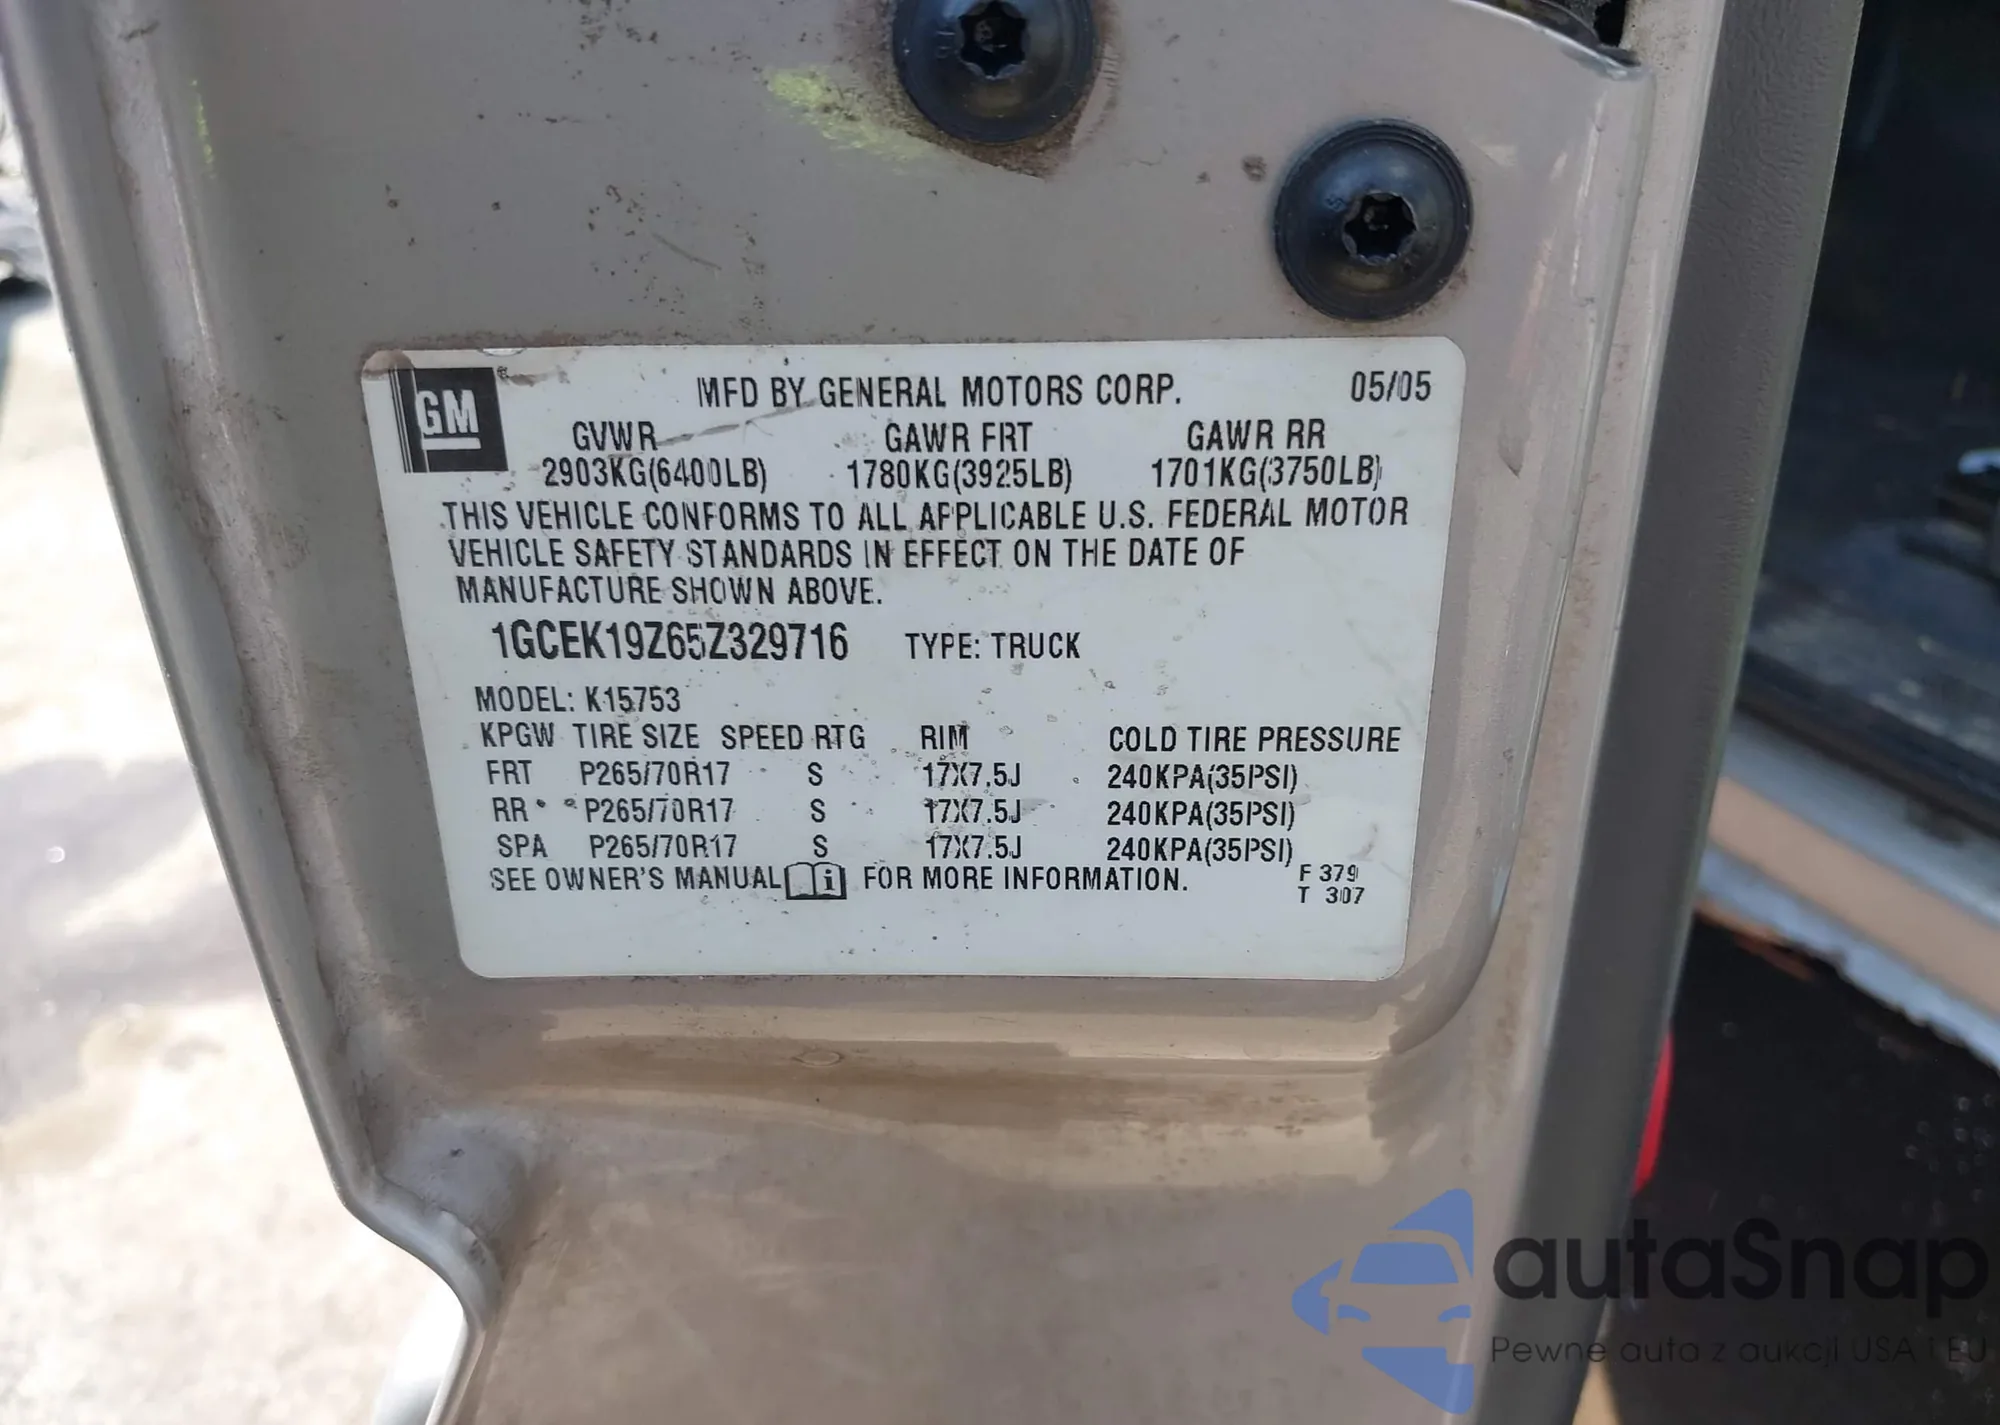 GM
MFD BY GENERAL MOTORS CORP. 05/05
GVWR GAWR FRT GAWR RR
2903KG(6400LB) 1780KG(3925LB) 1701KG(3750LB)
THIS VEHICLE CONFORMS TO ALL APPLICABLE U.S. FEDERAL MOTOR
VEHICLE SAFETY STANDARDS IN EFFECT ON THE DATE OF
MANUFACTURE SHOWN ABOVE.
1GCEK19Z65Z329716 TYPE: TRUCK
MODEL: K15753
KPGW TIRE SIZE SPEED RTG RIM COLD TIRE PRESSURE
FRT P265/70R17 S 17X7.5J 240KPA(35PSI)
RR P265/70R17 S 17X7.5J 240KPA(35PSI)
SPA P265/70R17 S 17X7.5J 240KPA(35PSI)
SEE OWNER'S MANUAL i FOR MORE INFORMATION.
F 379
T 307
autaSnap
Pewne auta z aukcji USA i EU